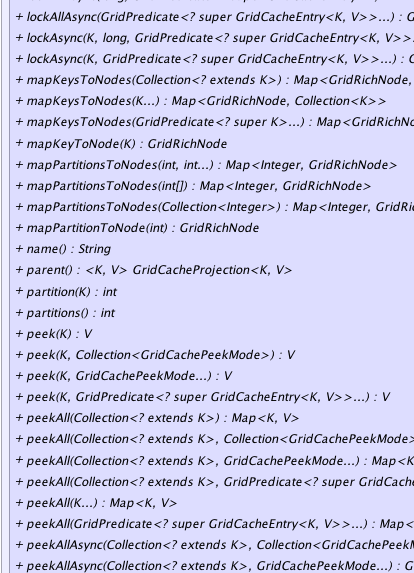 + lockAllAsync(GridPredicate<? super GridCacheEntry<K, V>>...) : G
+ lockAsync(K, long, GridPredicate<? super GridCacheEntry<K, V>>..
+ lockAsync(K, GridPredicate<? super GridCacheEntry<K, V>>...) : G
+ mapKeysToNodes(Collection<? extends K>) : Map<GridRichNode,
+ mapKeysToNodes(K...) : Map<GridRichNode, Collection<K>>
+ mapKeysToNodes(GridPredicate<? super K>...) : Map<GridRichNo
+ mapKeyToNode(K) : GridRichNode
+ mapPartitionsToNodes(int, int...) : Map<Integer, GridRichNode>
+ mapPartitionsToNodes(int[]) : Map<Integer, GridRichNode>
+ mapPartitionsToNodes(Collection<Integer>) : Map<Integer, GridRi
+ mapPartitionToNode(int) : GridRichNode
+ name() : String
+ parent() : <K, V> GridCacheProjection<K, V>
+ partition(K) : int
+ partitions() : int
+ peek(K) : V
+ peek(K, Collection<GridCachePeekMode>) : V
+ peek(K, GridCachePeekMode...) : V
+ peek(K, GridPredicate<? super GridCacheEntry<K, V>>...) : V
+ peekAll(Collection<? extends K>) : Map<K, V>
+ peekAll(Collection<? extends K>, Collection<GridCachePeekMode>
+ peekAll(Collection<? extends K>, GridCachePeekMode...) : Map<K
+ peekAll(Collection<? extends K>, GridPredicate<? super GridCache
+ peekAll(K...) : Map<K, V>
+ peekAll(GridPredicate<? super GridCacheEntry<K, V>>...) : Map<
+ peekAllAsync(Collection<? extends K>, Collection<GridCachePeekM
+ peekAllAsync(Collection<? extends K>, GridCachePeekMode...) : G